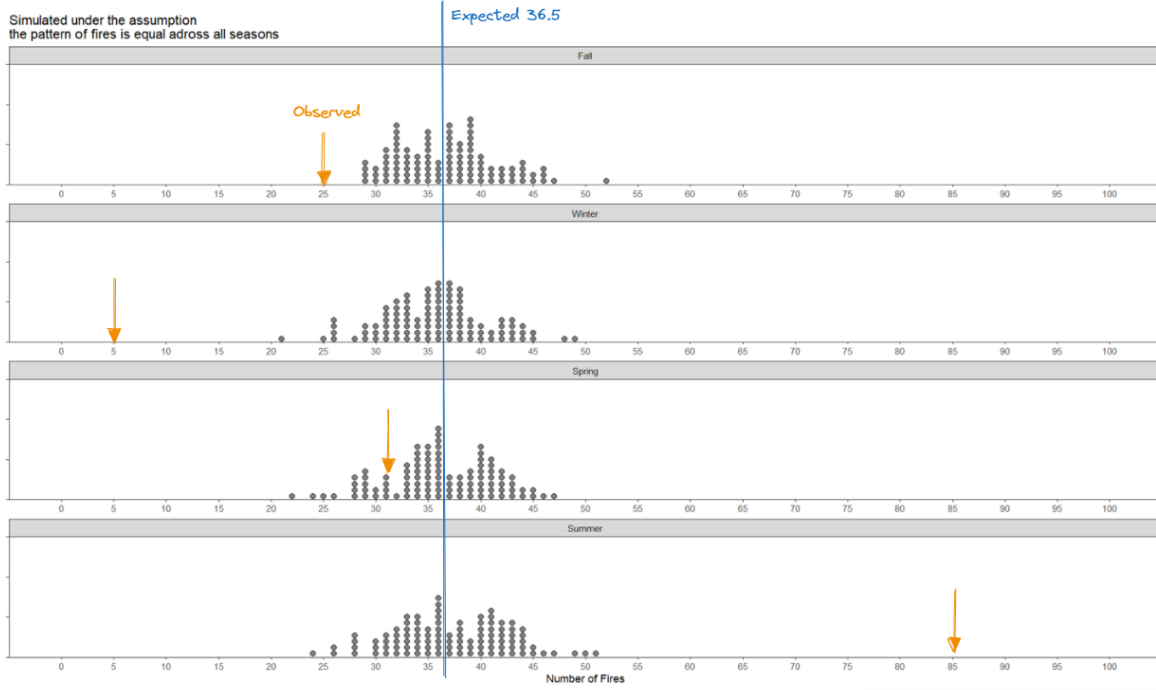 Simulated under the assumption
the pattern of fires is equal adross all seasons
Expected 36.5
Fall
Observed
0 5 10 15 20 25 30 35 40 45 50 55 60 65 70 75 80 85 90 95 100
Winter
0 5 10 15 20 25 30 35 40 45 50 55 60 65 70 75 80 85 90 95 100
Spring
0 5 10 15 20 25 30 35 40 45 50 55 60 65 70 75 80 85 90 95 100
Summer
0 5 10 15 20 25 30 35 40 45 50 55 60 65 70 75 80 85 90 95 100
Number of Fires